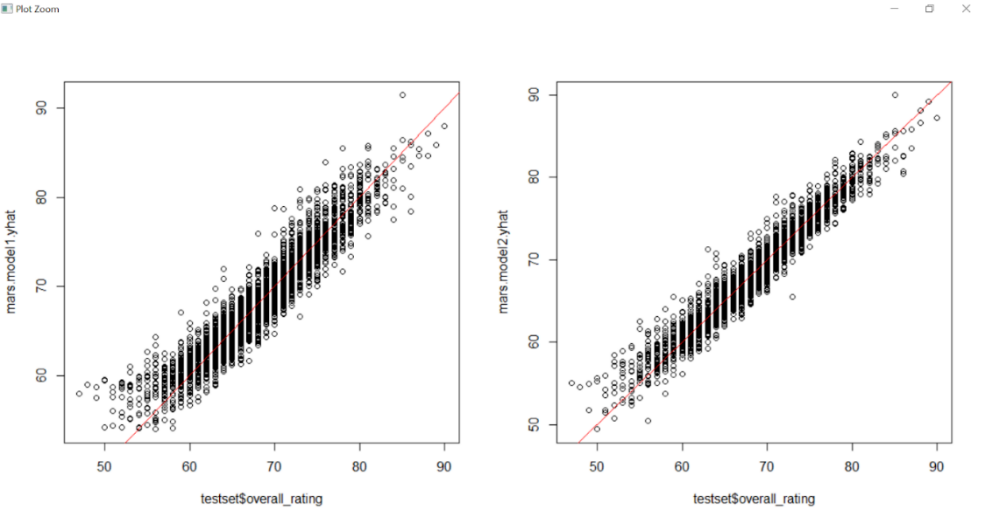 Plot Zoom
mars.model1.yhat
90
80
70
60
50 60 70 80 90
testset$overall_rating
mars.model2.yhat
90
80
70
60
50
50 60 70 80 90
testset$overall_rating